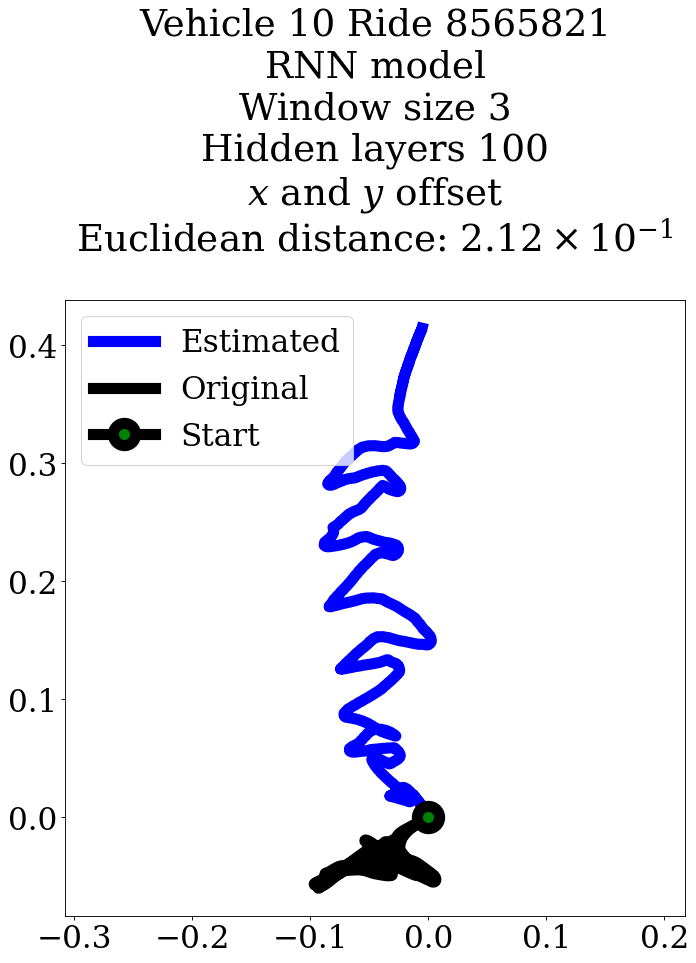 Vehicle 10 Ride 8565821
RNN model
Window size 3
Hidden layers 100
x and y offset
Euclidean distance: 2.12 × 10⁻¹
Estimated
Original
Start
0.4
0.3
0.2
0.1
0.0
−0.3 −0.2 −0.1 0.0 0.1 0.2